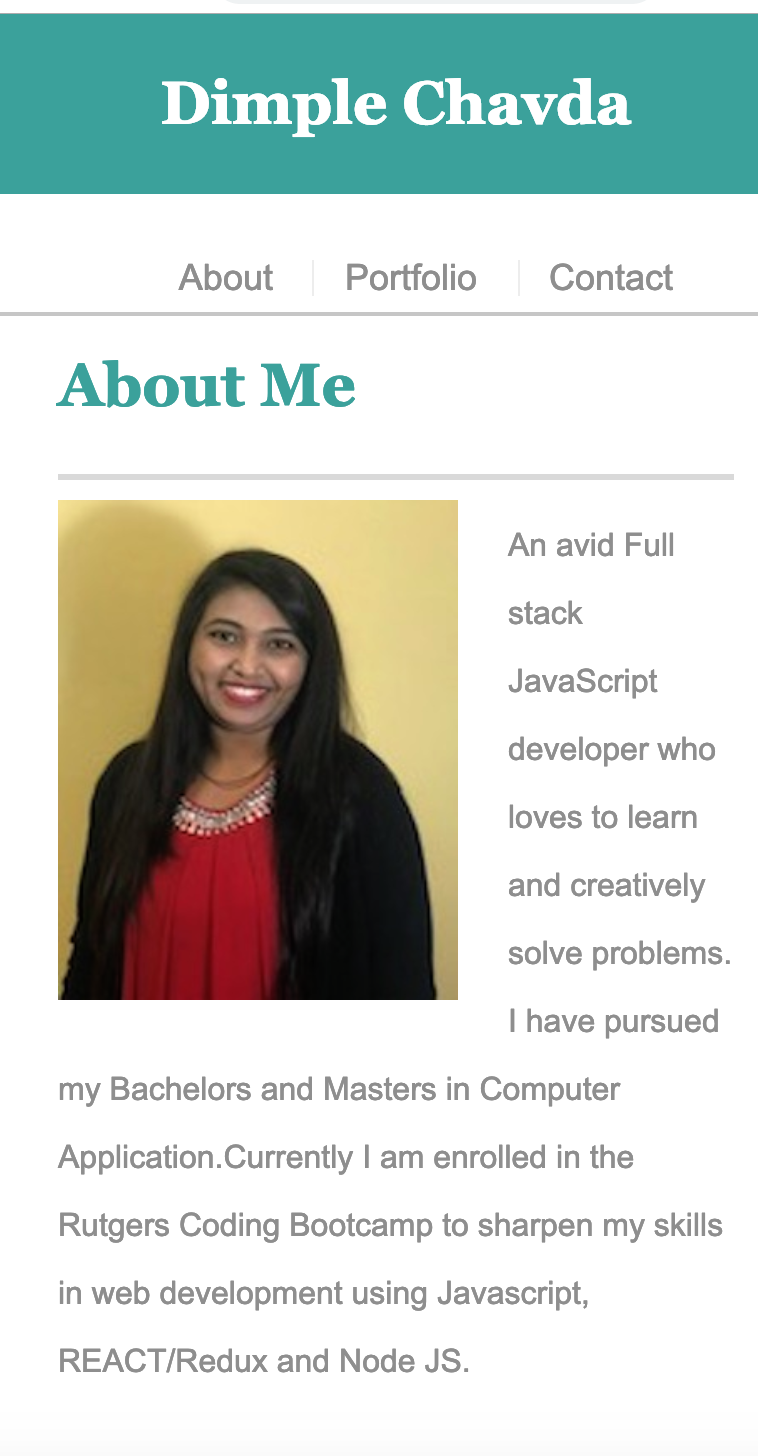 Dimple Chavda
About
Portfolio
Contact
About Me
An avid Full
stack
JavaScript
developer who
loves to learn
and creatively
solve problems.
I have pursued
my Bachelors and Masters in Computer
Application.Currently I am enrolled in the
Rutgers Coding Bootcamp to sharpen my skills
in web development using Javascript,
REACT/Redux and Node JS.